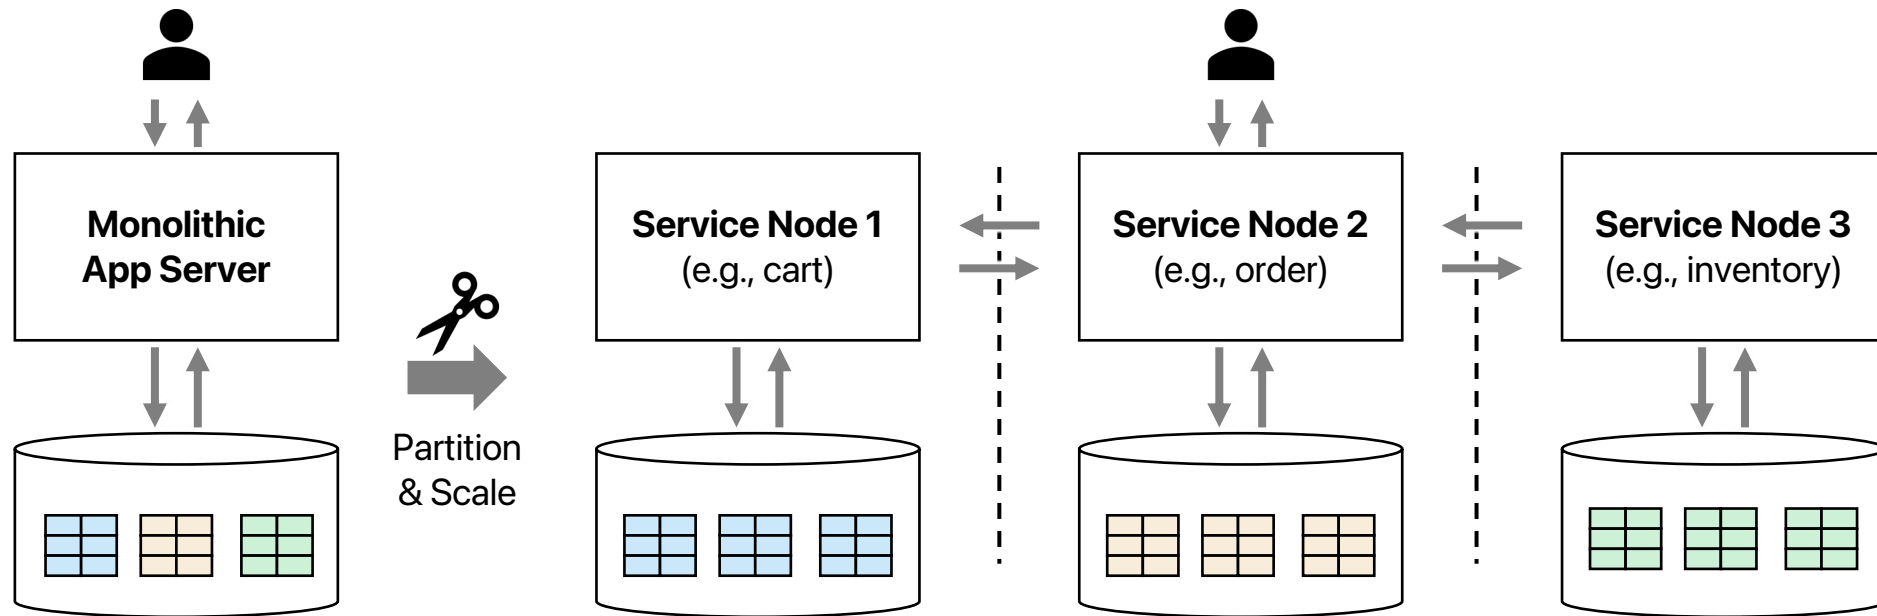 Monolithic
App Server
Partition
& Scale
Service Node 1
(e.g., cart)
Service Node 2
(e.g., order)
Service Node 3
(e.g., inventory)